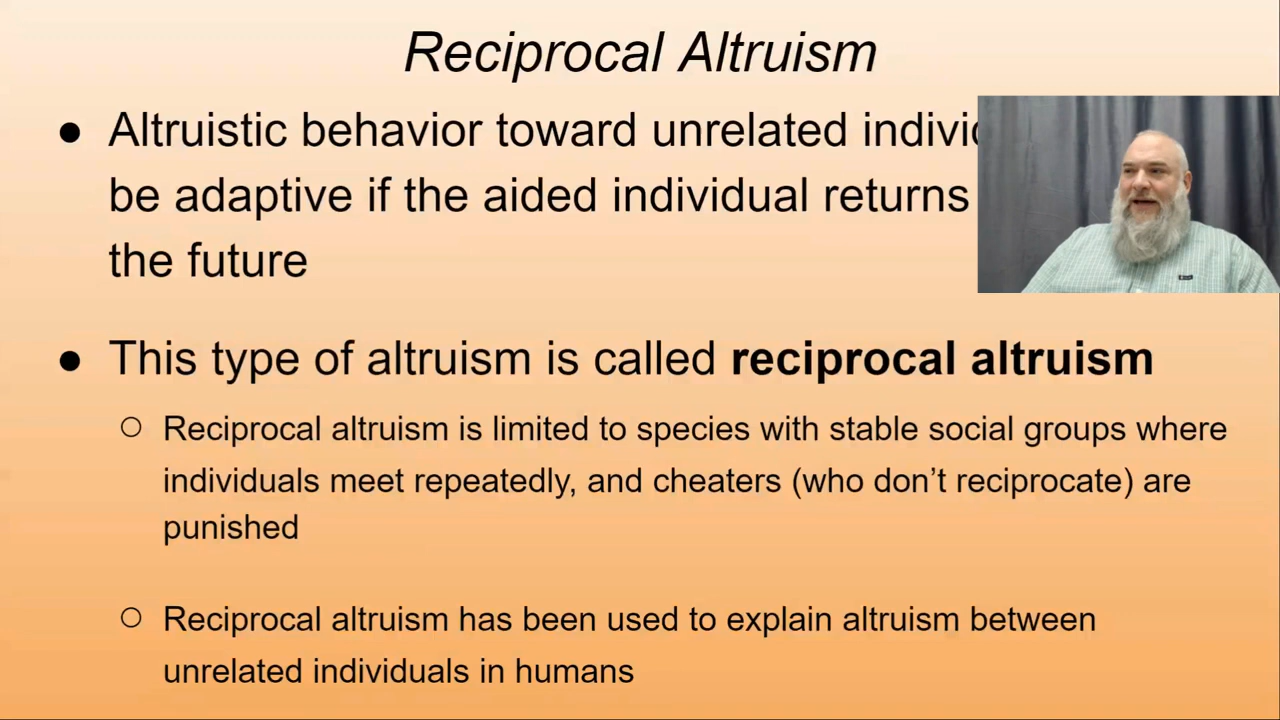 Reciprocal Altruism
● Altruistic behavior toward unrelated
be adaptive if the aided individual returns
the future
● This type of altruism is called reciprocal altruism
○ Reciprocal altruism is limited to species with stable social groups where
individuals meet repeatedly, and cheaters (who don’t reciprocate) are
punished
○ Reciprocal altruism has been used to explain altruism between
unrelated individuals in humans